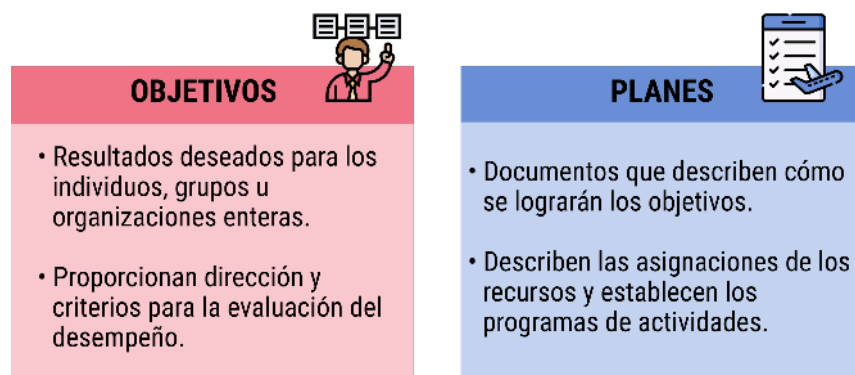 OBJETIVOS
• Resultados deseados para los
individuos, grupos u
organizaciones enteras.
• Proporcionan dirección y
criterios para la evaluación del
desempeño.
PLANES
• Documentos que describen cómo
se lograrán los objetivos.
• Describen las asignaciones de los
recursos y establecen los
programas de actividades.